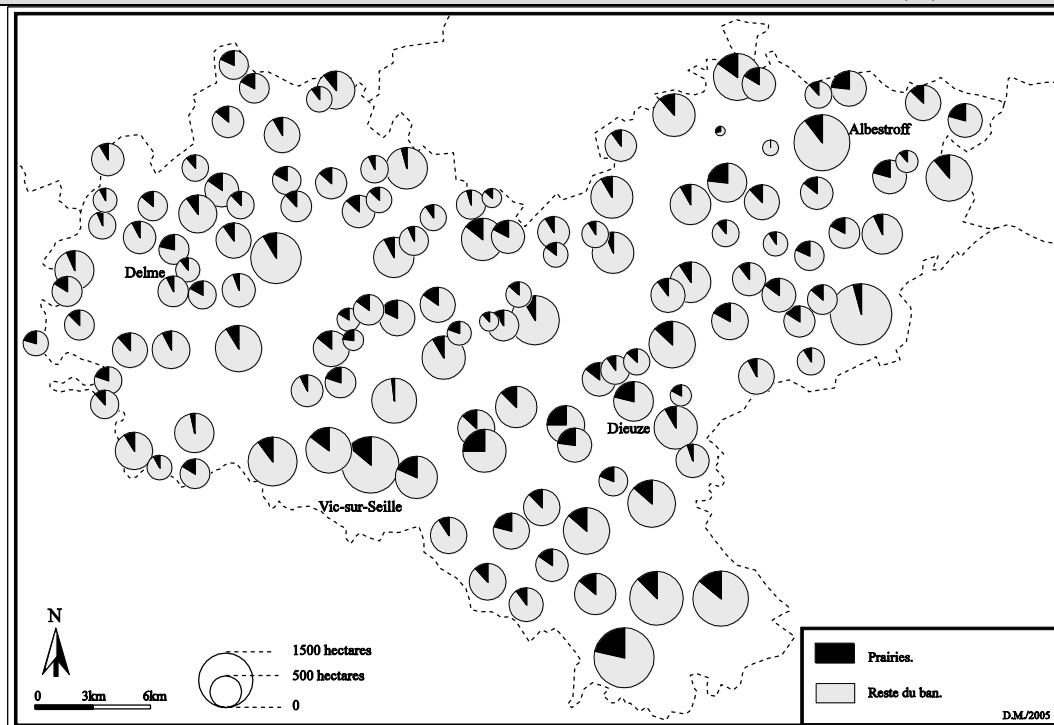 Albestroff
Delme
Dieuze
Vic-sur-Seille
N
0 3km 6km
1500 hectares
500 hectares
0
Prairies.
Reste du ban.
D.M./2005